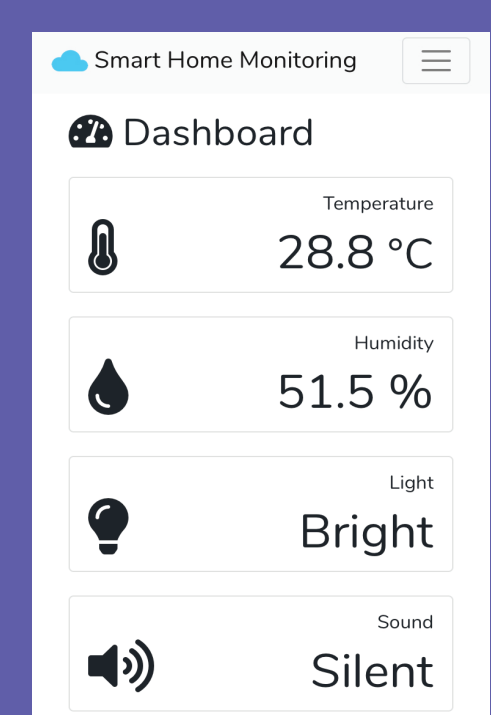 Smart Home Monitoring
Dashboard
Temperature
28.8 °C
Humidity
51.5 %
Light
Bright
Sound
Silent